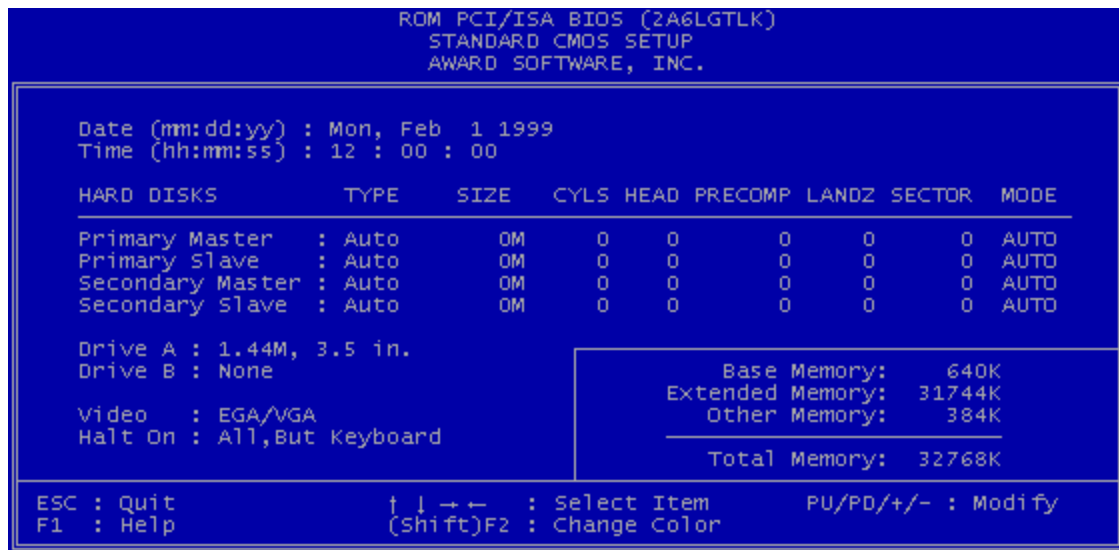 ROM PCI/ISA BIOS (2A6LGTLK)
STANDARD CMOS SETUP
AWARD SOFTWARE, INC.
Date (mm:dd:yy) : Mon, Feb 1 1999
Time (hh:mm:ss) : 12 : 00 : 00
HARD DISKS TYPE SIZE CYLS HEAD PRECOMP LANDZ SECTOR MODE
Primary Master : Auto 0M 0 0 0 0 0 AUTO
Primary Slave : Auto 0M 0 0 0 0 0 AUTO
Secondary Master : Auto 0M 0 0 0 0 0 AUTO
Secondary Slave : Auto 0M 0 0 0 0 0 AUTO
Drive A : 1.44M, 3.5 in.
Drive B : None
Video : EGA/VGA
Halt On : All,But Keyboard
Base Memory: 640K
Extended Memory: 31744K
Other Memory: 384K
Total Memory: 32768K
ESC : Quit ↑ ↓ → ← : Select Item PU/PD/+/- : Modify
F1 : Help (Shift)F2 : Change Color